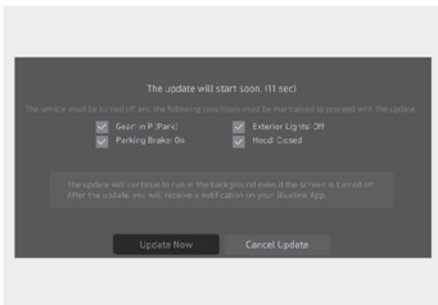 The update will start soon. (11 sec)
The vehicle must be turned off and the following conditions must be maintained to proceed with the update.
Gear: in P (Park)
Exterior Lights: Off
Parking Brake: On
Hood: Closed
The update will continue to run in the background even if the screen is turned off.
After the update, you will receive a notification on your Bluelink App.
Update Now
Cancel Update